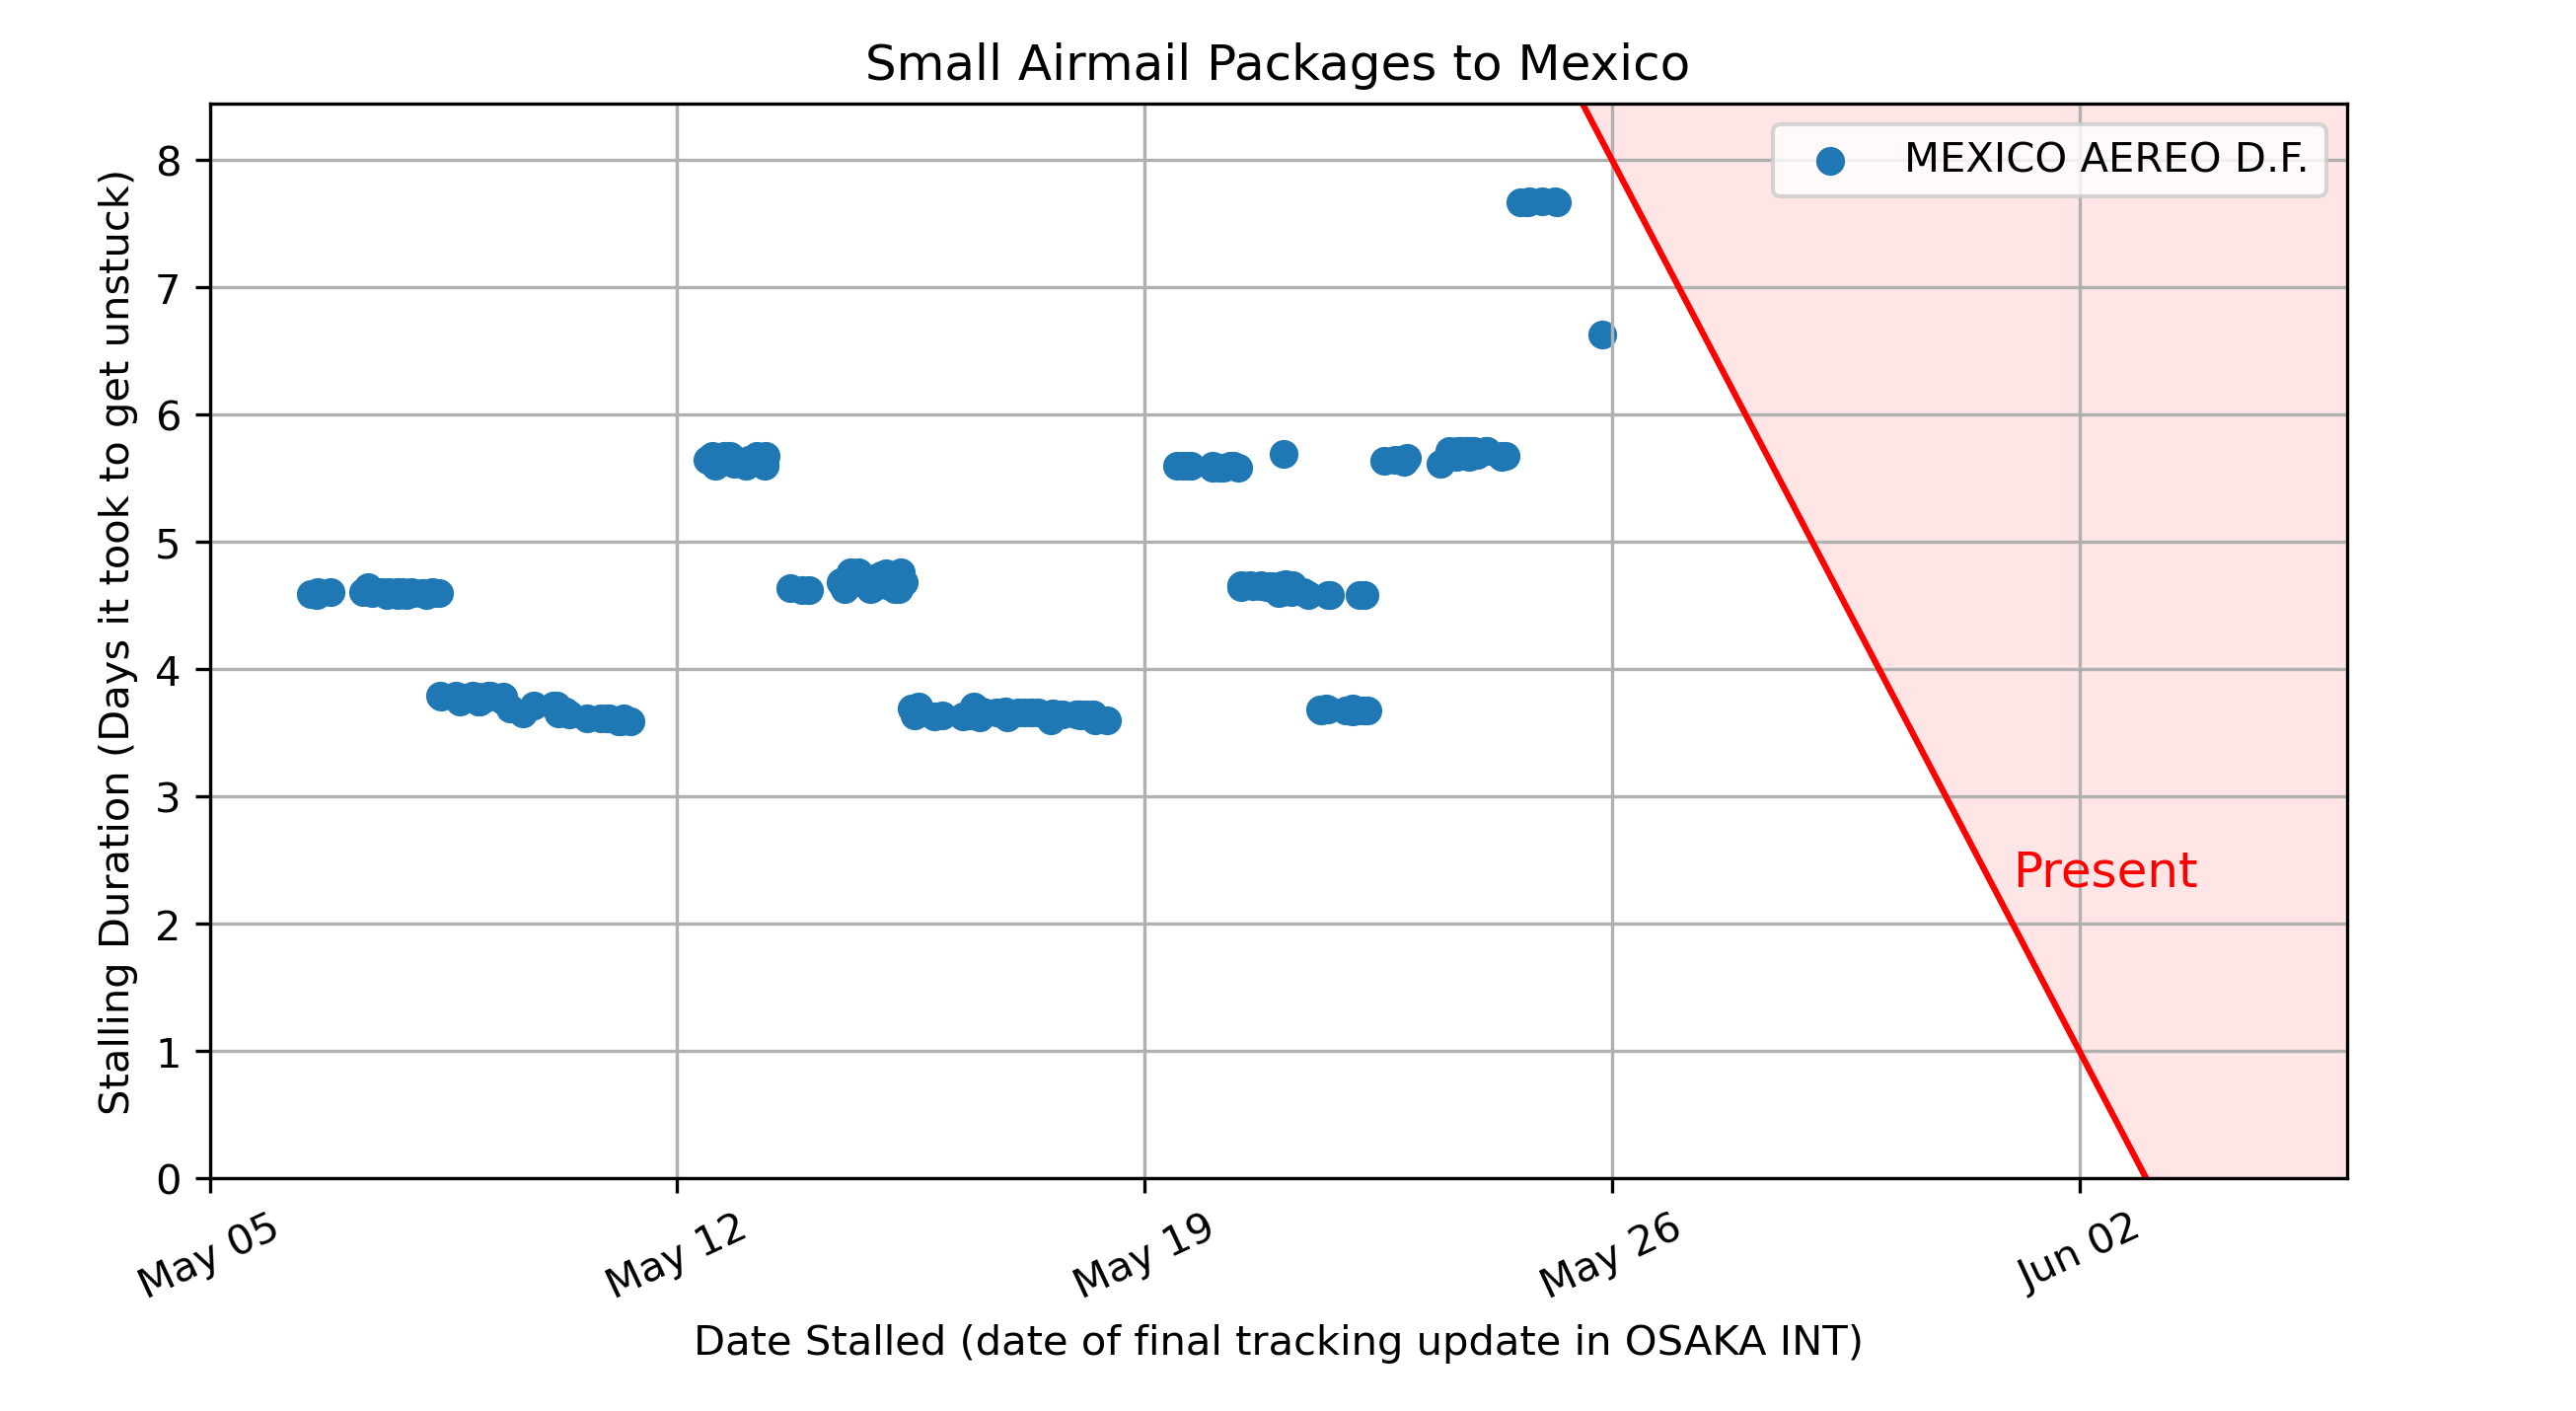 Small Airmail Packages to Mexico
MEXICO AEREO D.F.
Stalling Duration (Days it took to get unstuck)
8
7
6
5
4
3
2
1
0
Present
May 05
May 12
May 19
May 26
Jun 02
Date Stalled (date of final tracking update in OSAKA INT)